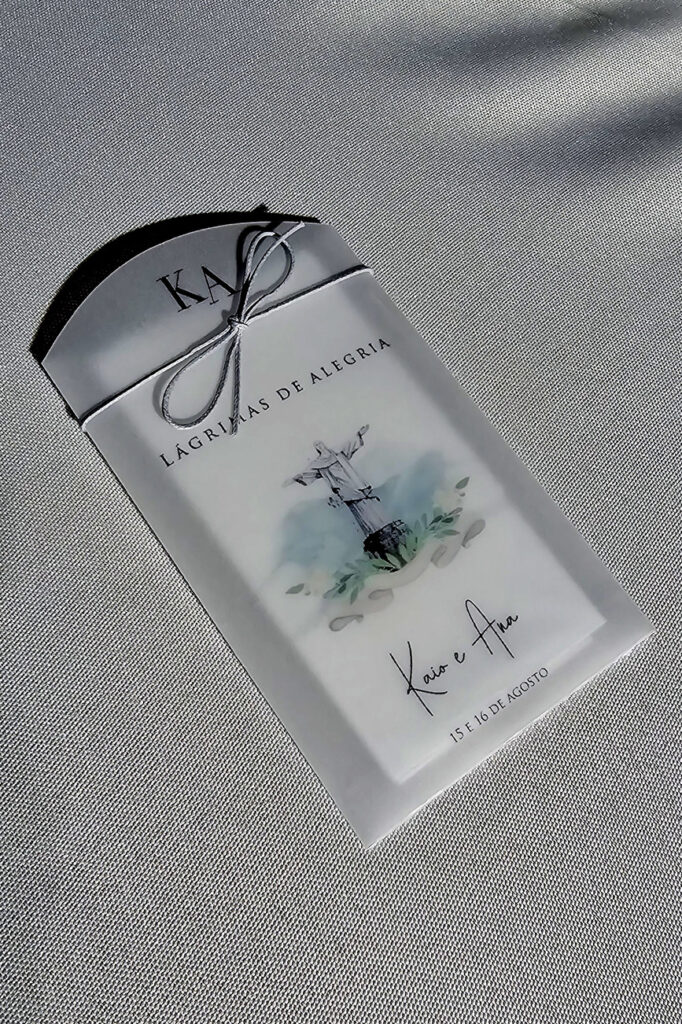 KA
LÁGRIMAS DE ALEGRIA
Kaio e Ana
15 E 16 DE AGOSTO